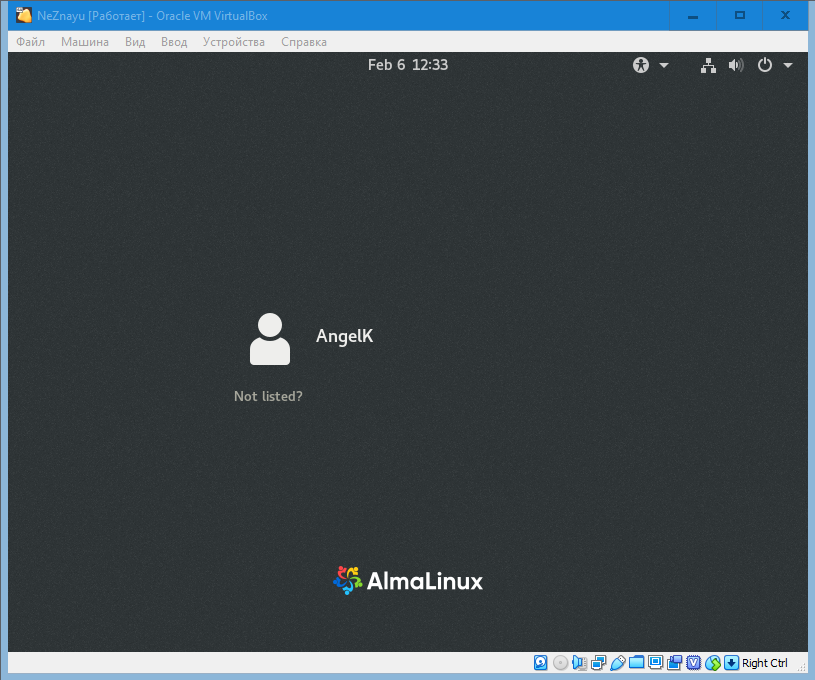 NeZnayu [Работает] - Oracle VM VirtualBox
Файл Машина Вид Ввод Устройства Справка
Feb 6 12:33
AngelK
Not listed?
AlmaLinux
Right Ctrl